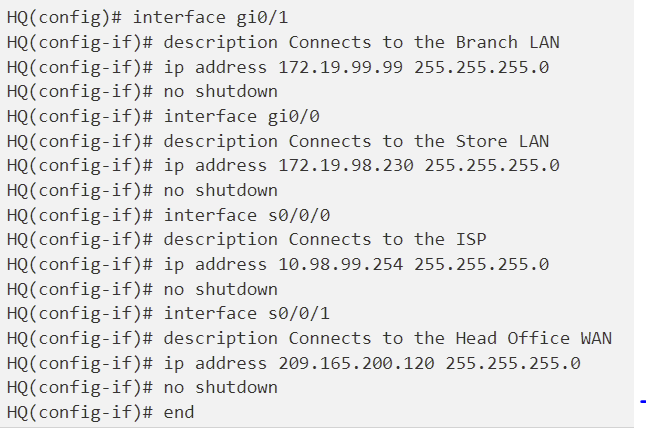 HQ(config)# interface gi0/1
HQ(config-if)# description Connects to the Branch LAN
HQ(config-if)# ip address 172.19.99.99 255.255.255.0
HQ(config-if)# no shutdown
HQ(config-if)# interface gi0/0
HQ(config-if)# description Connects to the Store LAN
HQ(config-if)# ip address 172.19.98.230 255.255.255.0
HQ(config-if)# no shutdown
HQ(config-if)# interface s0/0/0
HQ(config-if)# description Connects to the ISP
HQ(config-if)# ip address 10.98.99.254 255.255.255.0
HQ(config-if)# no shutdown
HQ(config-if)# interface s0/0/1
HQ(config-if)# description Connects to the Head Office WAN
HQ(config-if)# ip address 209.165.200.120 255.255.255.0
HQ(config-if)# no shutdown
HQ(config-if)# end